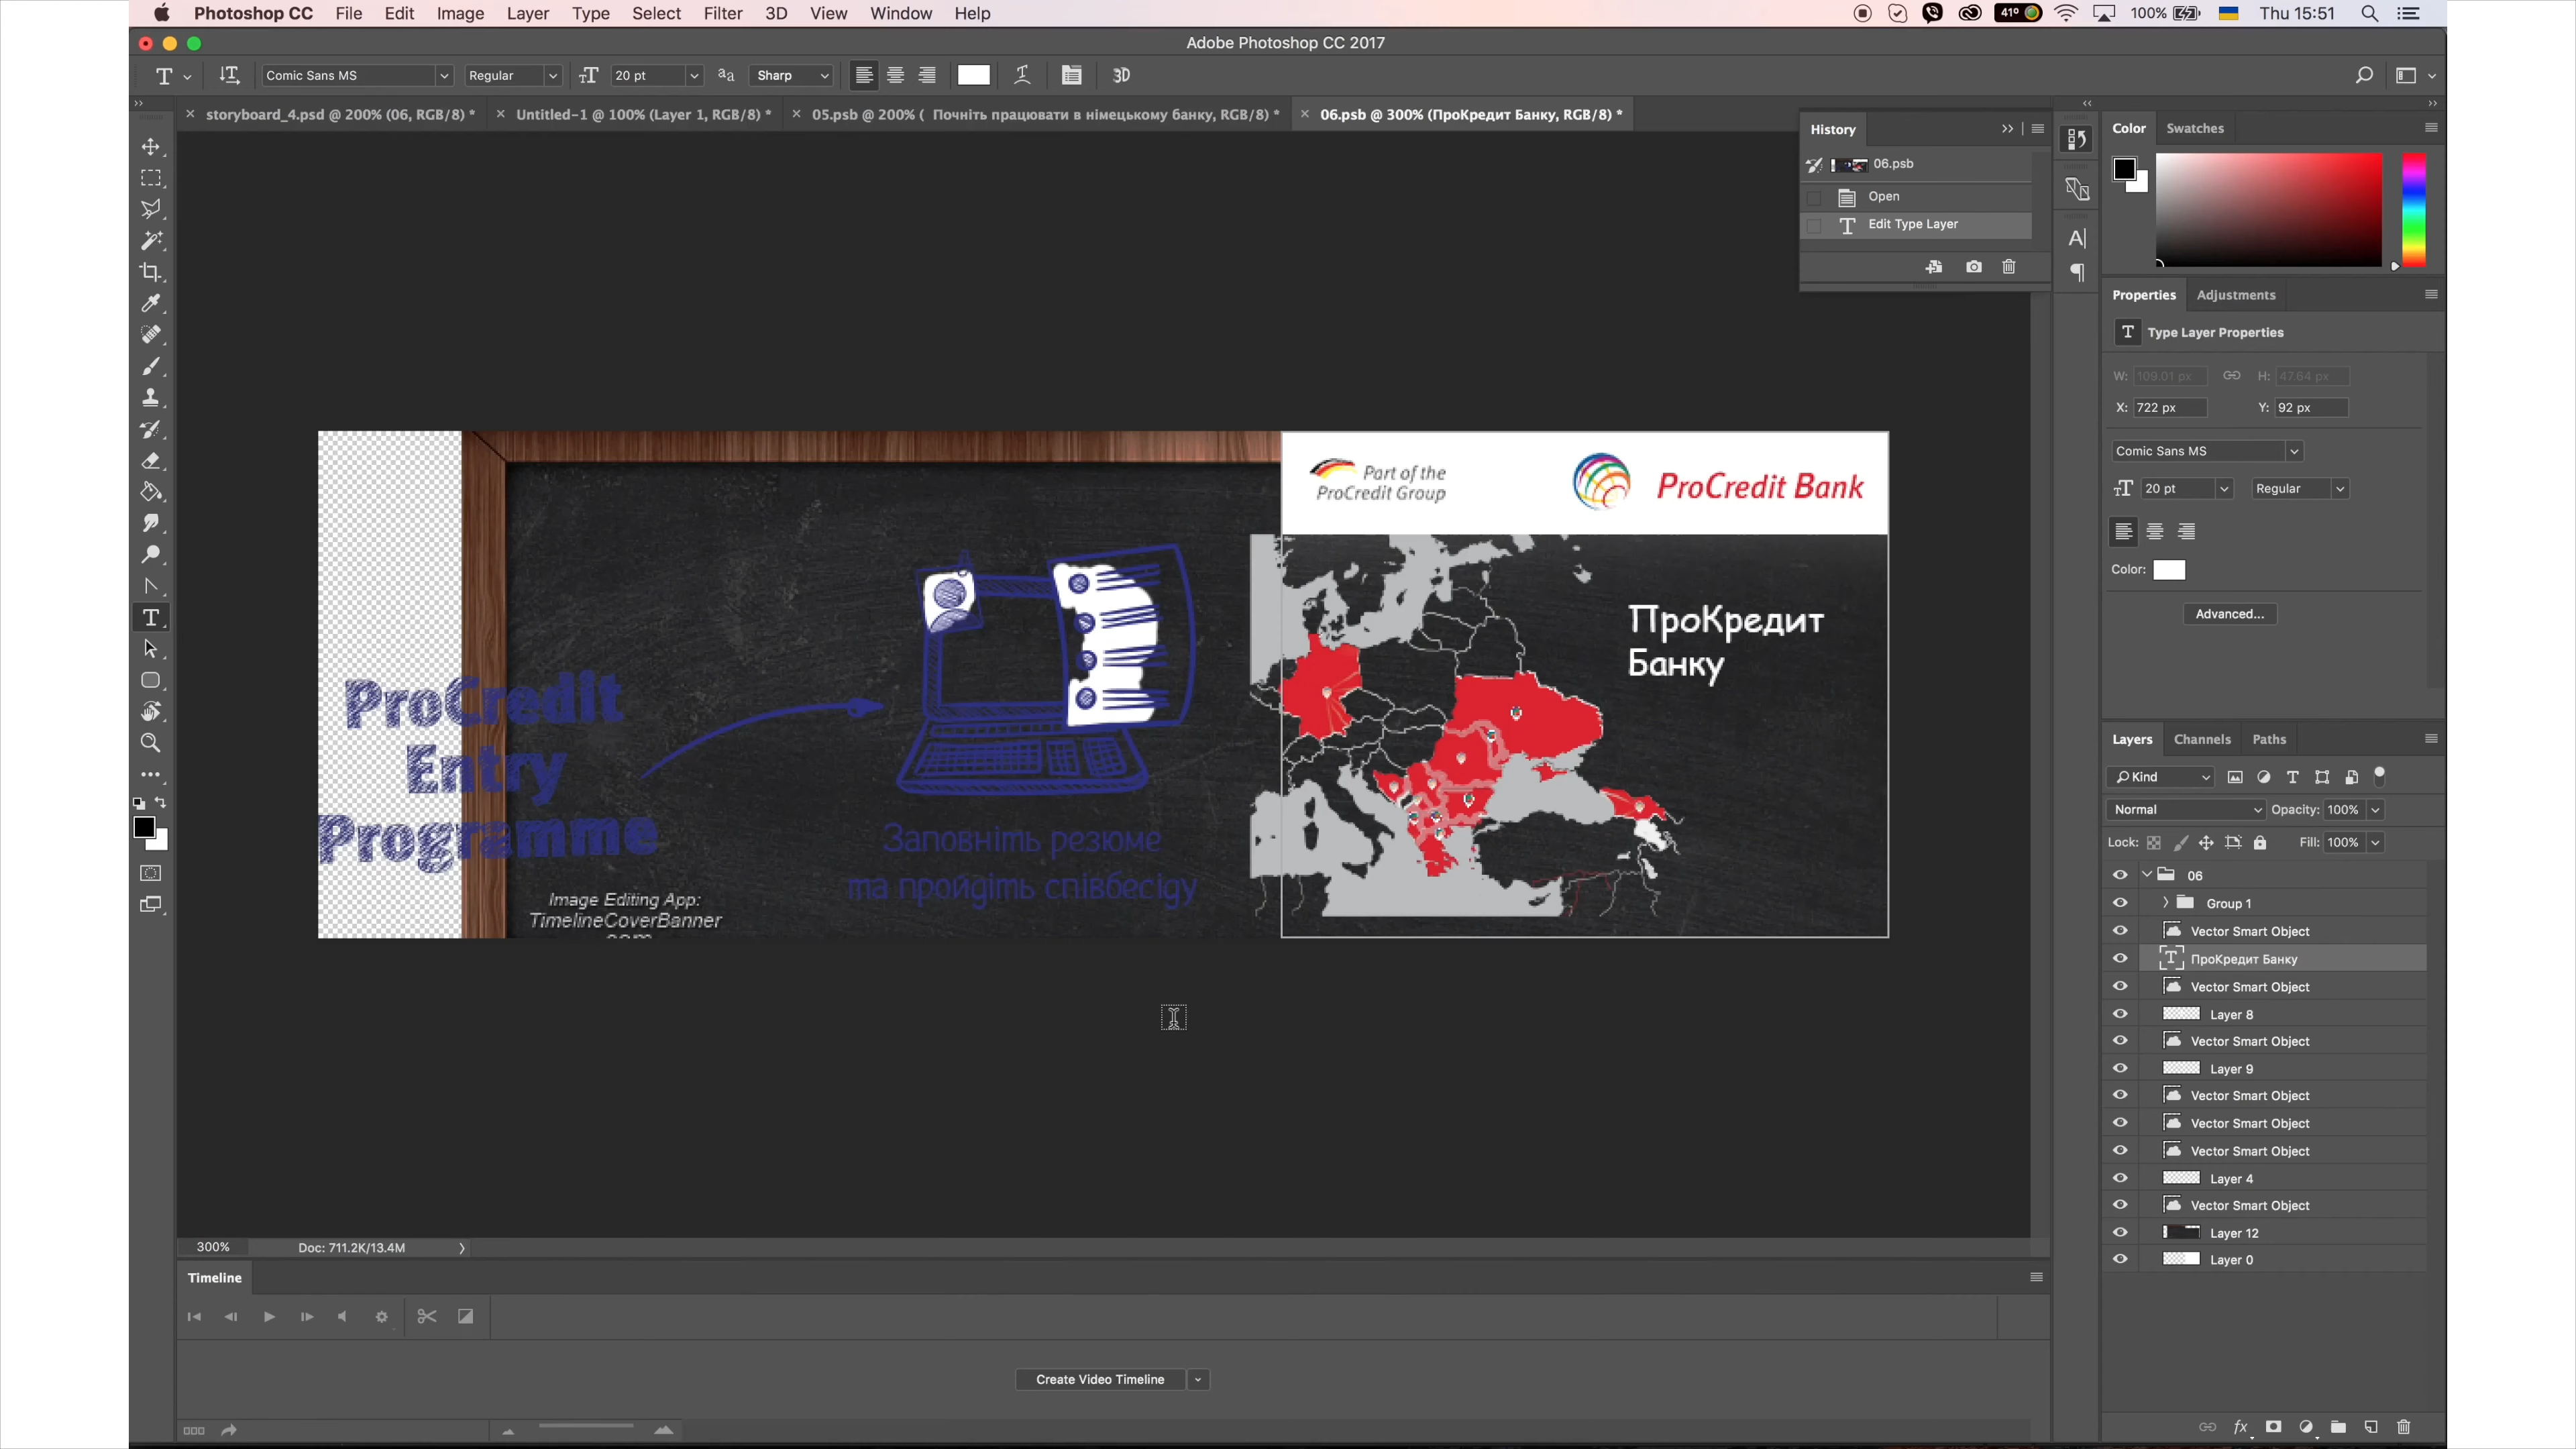 Photoshop CC File Edit Image Layer Type Select Filter 3D View Window Help
41° 100% Thu 15:51
Adobe Photoshop CC 2017
Comic Sans MS Regular 20 pt Sharp 3D
storyboard_4.psd @ 200% (06, RGB/8) * Untitled-1 @ 100% (Layer 1, RGB/8) * 05.psb @ 200% ( Почніть працювати в німецькому банку, RGB/8) * 06.psb @ 300% (ПроКредит Банку, RGB/8) *
History
06.psb
Open
Edit Type Layer
Color Swatches
Properties Adjustments
Type Layer Properties
W: 109.01 px H: 47.64 px
X: 722 px Y: 92 px
Comic Sans MS
20 pt Regular
Color:
Advanced...
Part of the
ProCredit Group
ProCredit Bank
ПроКредит
Банку
ProCredit
Entry
Programme
Заповніть резюме
та пройдіть співбесіду
Image Editing App:
TimelineCoverBanner
Layers Channels Paths
Kind
Normal Opacity: 100%
Lock: Fill: 100%
06
Group 1
Vector Smart Object
ПроКредит Банку
Vector Smart Object
Layer 8
Vector Smart Object
Layer 9
Vector Smart Object
Vector Smart Object
Vector Smart Object
Layer 4
Vector Smart Object
Layer 12
Layer 0
300% Doc: 711.2K/13.4M
Timeline
Create Video Timeline
fx